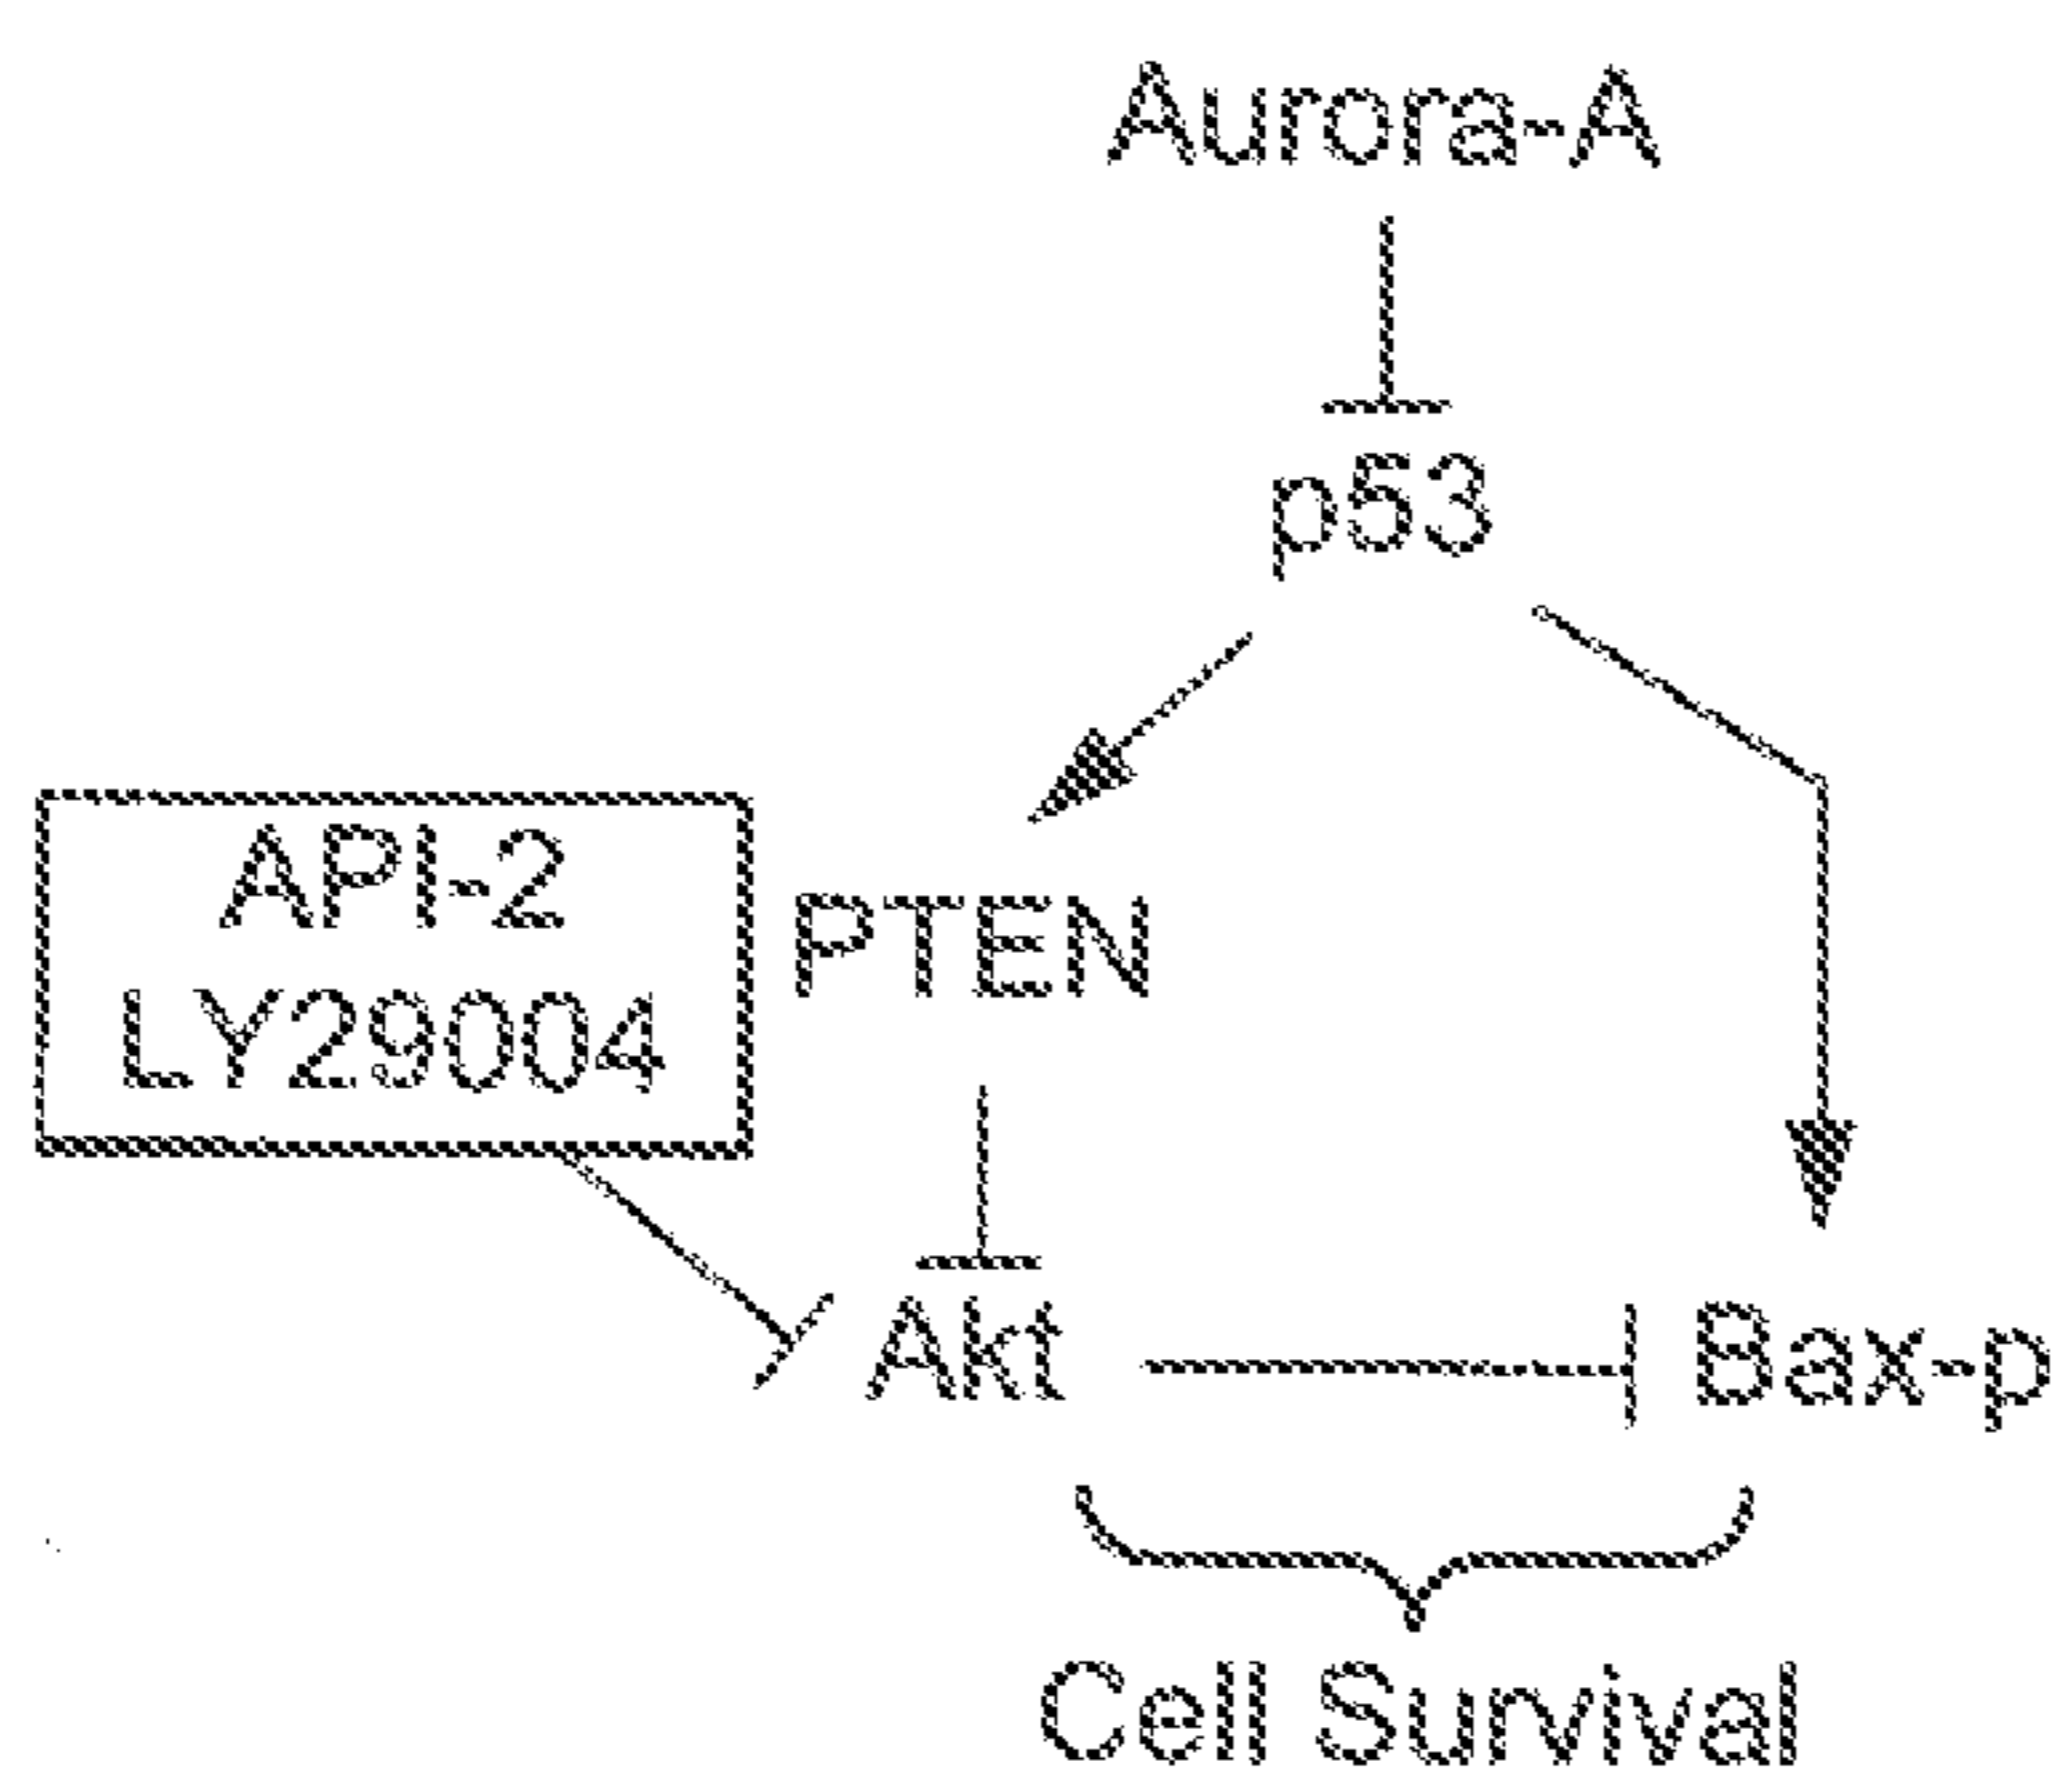 Aurora-A
p53
API-2
LY29004
PTEN
Akt
Bax-p
Cell Survival